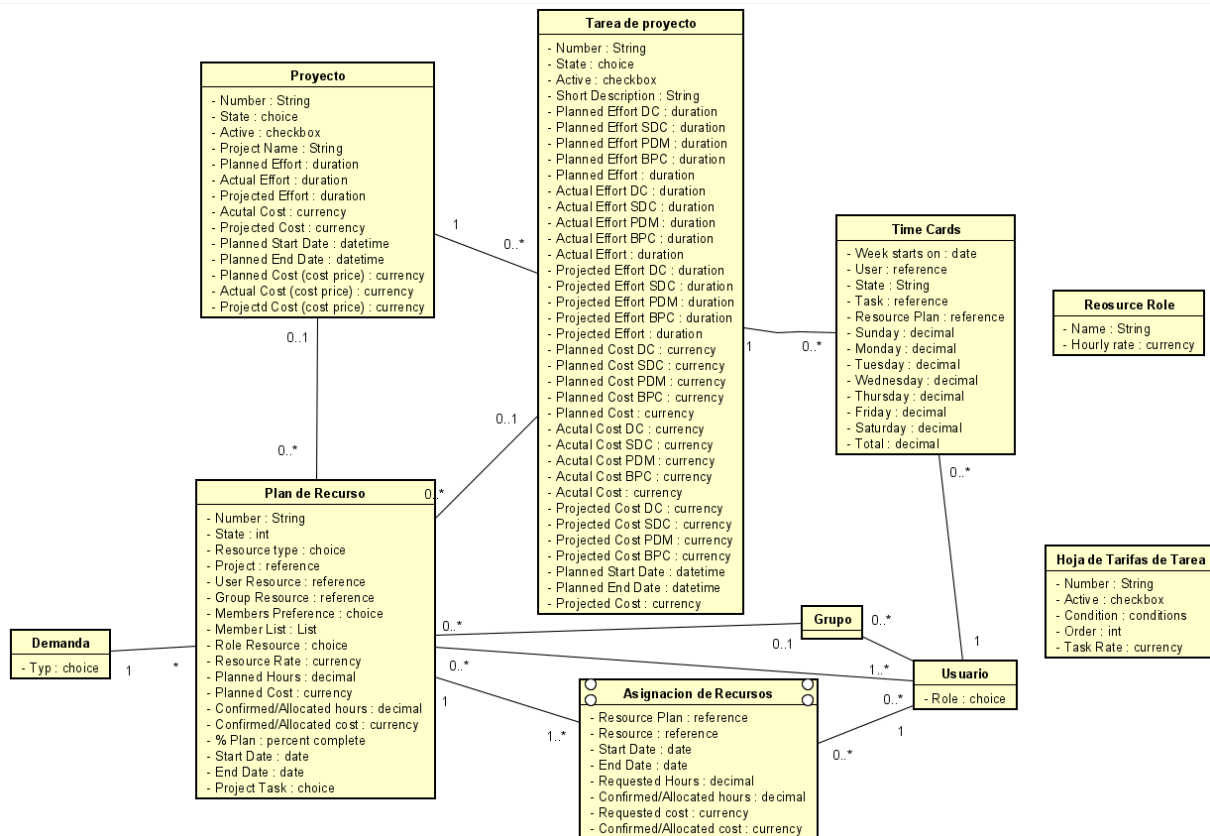 Proyecto
- Number : String
- State : choice
- Active : checkbox
- Project Name : String
- Planned Effort : duration
- Actual Effort : duration
- Projected Effort : duration
- Acutal Cost : currency
- Projected Cost : currency
- Planned Start Date : datetime
- Planned End Date : datetime
- Planned Cost (cost price) : currency
- Actual Cost (cost price) : currency
- Projectd Cost (cost price) : currency
Tarea de proyecto
- Number : String
- State : choice
- Active : checkbox
- Short Description : String
- Planned Effort DC : duration
- Planned Effort SDC : duration
- Planned Effort PDM : duration
- Planned Effort BPC : duration
- Planned Effort : duration
- Actual Effort DC : duration
- Actual Effort SDC : duration
- Actual Effort PDM : duration
- Actual Effort BPC : duration
- Actual Effort : duration
- Projected Effort DC : duration
- Projected Effort SDC : duration
- Projected Effort PDM : duration
- Projected Effort BPC : duration
- Projected Effort : duration
- Planned Cost DC : currency
- Planned Cost SDC : currency
- Planned Cost PDM : currency
- Planned Cost BPC : currency
- Planned Cost : currency
- Acutal Cost DC : currency
- Acutal Cost SDC : currency
- Acutal Cost PDM : currency
- Acutal Cost BPC : currency
- Acutal Cost : currency
- Projected Cost DC : currency
- Projected Cost SDC : currency
- Projected Cost PDM : currency
- Projected Cost BPC : currency
- Planned Start Date : datetime
- Planned End Date : datetime
- Projected Cost : currency
Time Cards
- Week starts on : date
- User : reference
- State : String
- Task : reference
- Resource Plan : reference
- Sunday : decimal
- Monday : decimal
- Tuesday : decimal
- Wednesday : decimal
- Thursday : decimal
- Friday : decimal
- Saturday : decimal
- Total : decimal
Reosurce Role
- Name : String
- Hourly rate : currency
1
0..*
1
0..*
0..1
0..*
0..1
0..*
0..*
Plan de Recurso
- Number : String
- State : int
- Resource type : choice
- Project : reference
- User Resource : reference
- Group Resource : reference
- Members Preference : choice
- Member List : List
- Role Resource : choice
- Resource Rate : currency
- Planned Hours : decimal
- Planned Cost : currency
- Confirmed/Allocated hours : decimal
- Confirmed/Allocated cost : currency
- % Plan : percent complete
- Start Date : date
- End Date : date
- Project Task : choice
Hoja de Tarifas de Tarea
- Number : String
- Active : checkbox
- Condition : conditions
- Order : int
- Task Rate : currency
Demanda
- Typ : choice
1
*
0..*
0..1
Grupo
0..*
1
0..*
1..*
Usuario
- Role : choice
0..*
1
1
1..*
0..*
Asignacion de Recursos
- Resource Plan : reference
- Resource : reference
- Start Date : date
- End Date : date
- Requested Hours : decimal
- Confirmed/Allocated hours : decimal
- Requested cost : currency
- Confirmed/Allocated cost : currency